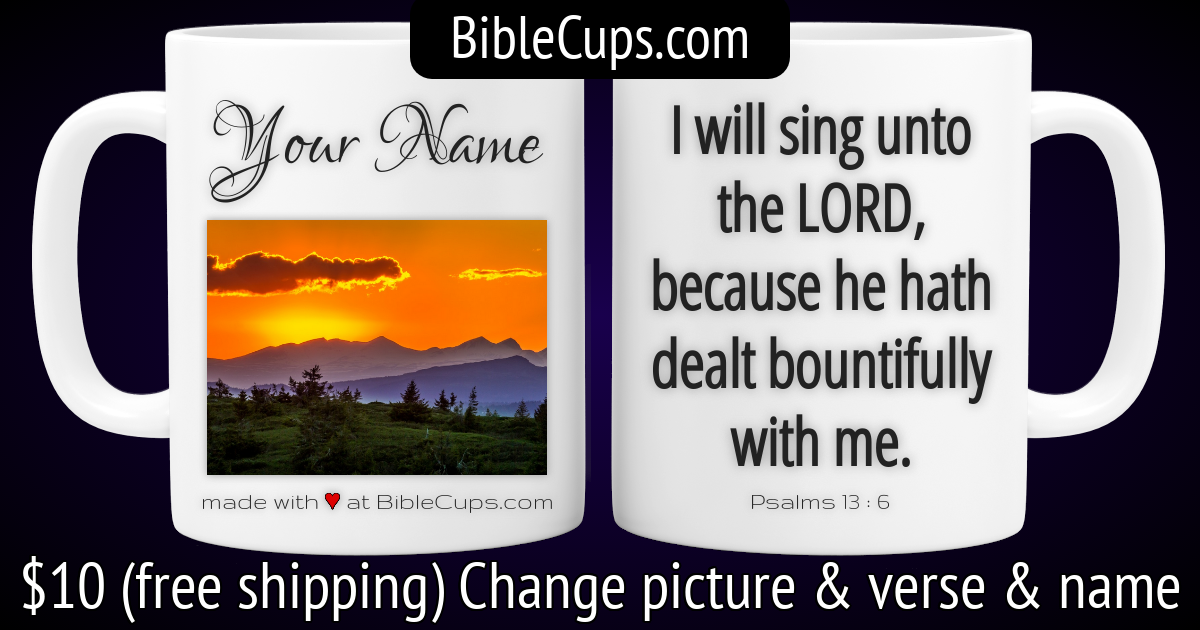 BibleCups.com
Your Name
made with ♥ at BibleCups.com
I will sing unto
the LORD,
because he hath
dealt bountifully
with me.
Psalms 13 : 6
$10 (free shipping) Change picture & verse & name